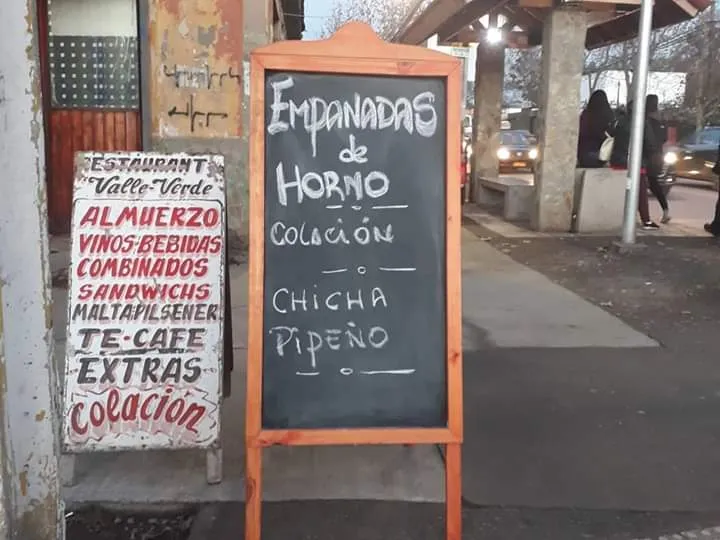 ESTAURANT
"Valle-Verde
ALMUERZO
VINOS-BEBIDAS
COMBINADOS
SANDWICHS
MALTA PILSENER
TE-CAFE
EXTRAS
Colación
EMPANADAS
de
HORNO
COLACIÓN
CHICHA
PIPEÑO